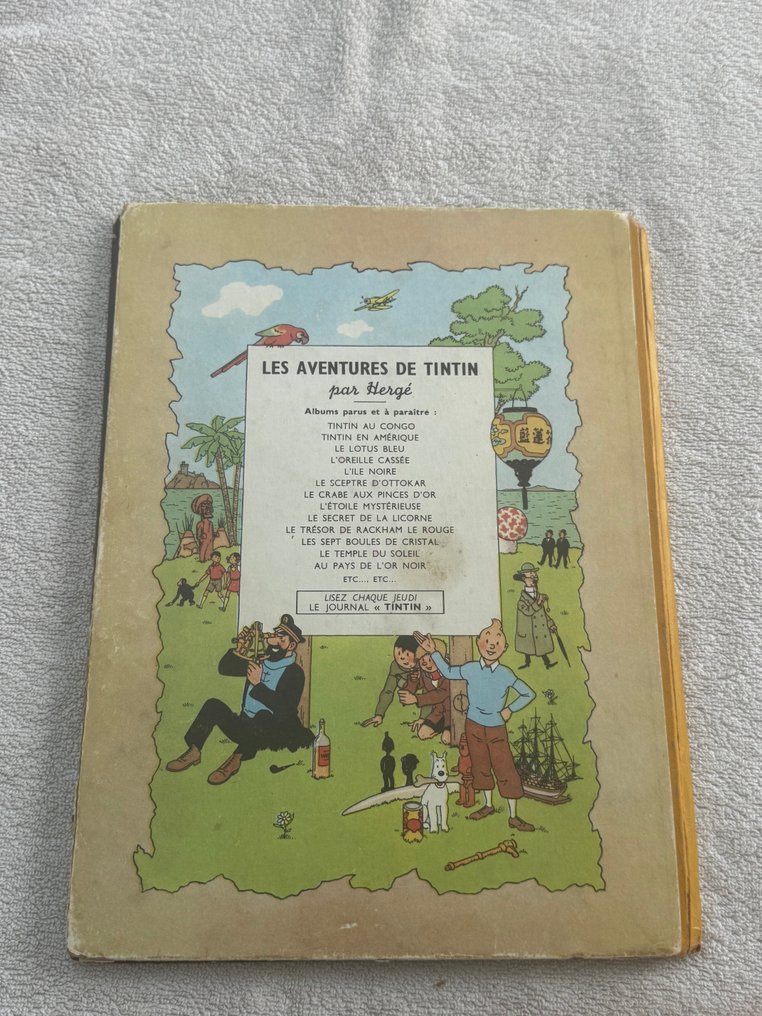 LES AVENTURES DE TINTIN
par Hergé
Albums parus et à paraître :
TINTIN AU CONGO
TINTIN EN AMÉRIQUE
LE LOTUS BLEU
L'OREILLE CASSÉE
L'ILE NOIRE
LE SCEPTRE D'OTTOKAR
LE CRABE AUX PINCES D'OR
L'ÉTOILE MYSTÉRIEUSE
LE SECRET DE LA LICORNE
LE TRÉSOR DE RACKHAM LE ROUGE
LES SEPT BOULES DE CRISTAL
LE TEMPLE DU SOLEIL
AU PAYS DE L'OR NOIR
ETC..., ETC...
LISEZ CHAQUE JEUDI
LE JOURNAL « TINTIN »
蓮藍